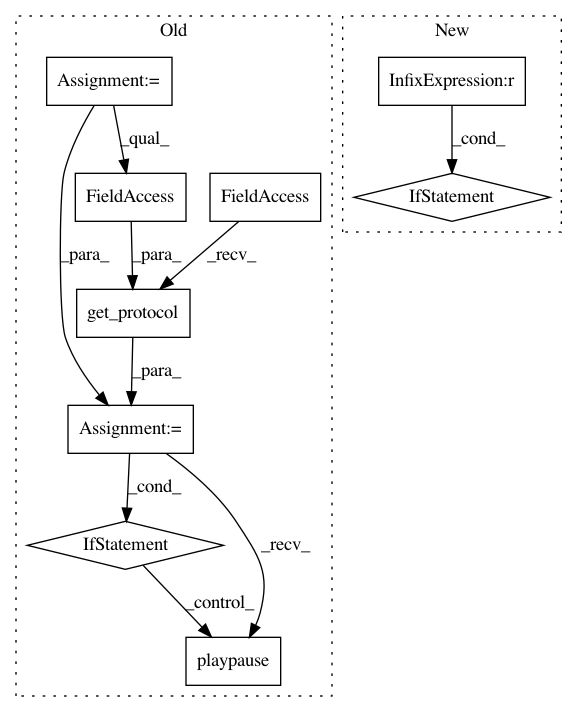 Old
New
Assignment:=
InfixExpression:r
_qual_
_cond_
FieldAccess
FieldAccess
IfStatement
_para_
_para_
_recv_
get_protocol
_para_
Assignment:=
_cond_
IfStatement
_recv_
_control_
playpause